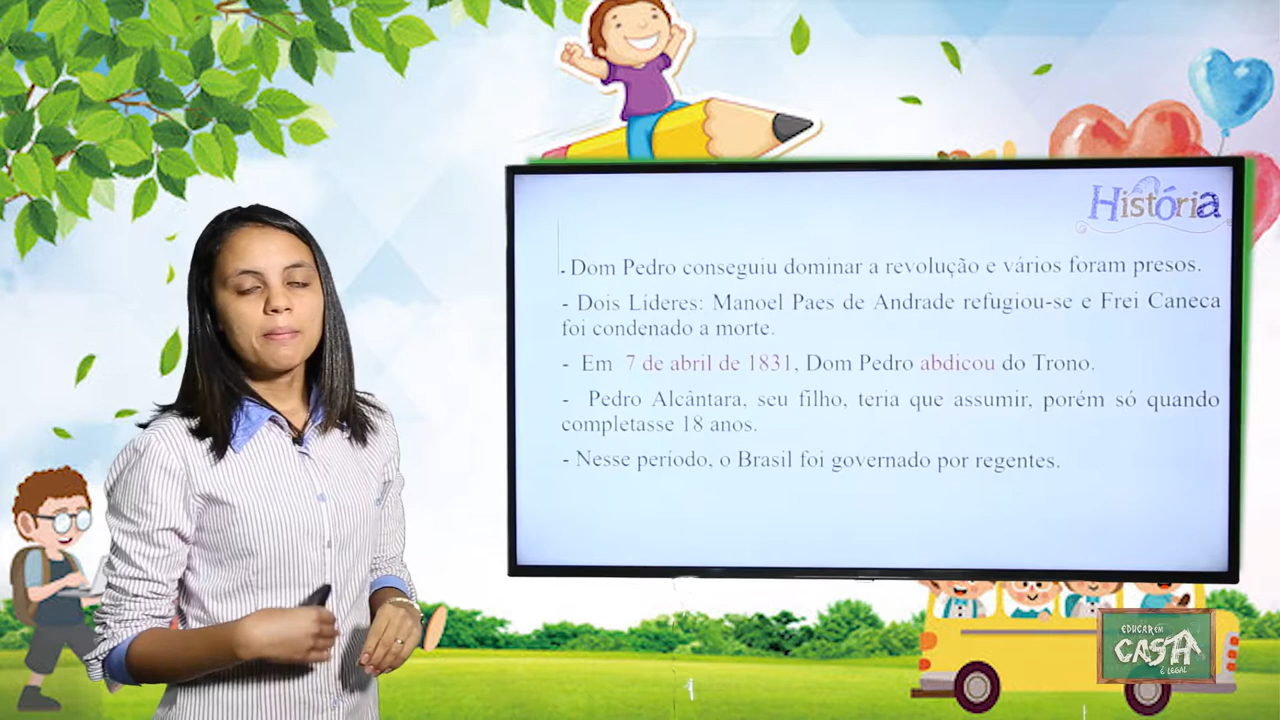 História
- Dom Pedro conseguiu dominar a revolução e vários foram presos.
- Dois Líderes: Manoel Paes de Andrade refugiou-se e Frei Caneca
foi condenado a morte.
- Em 7 de abril de 1831, Dom Pedro abdicou do Trono.
- Pedro Alcântara, seu filho, teria que assumir, porém só quando
completasse 18 anos.
- Nesse período, o Brasil foi governado por regentes.
EDUCAR EM
CASA
É LEGAL